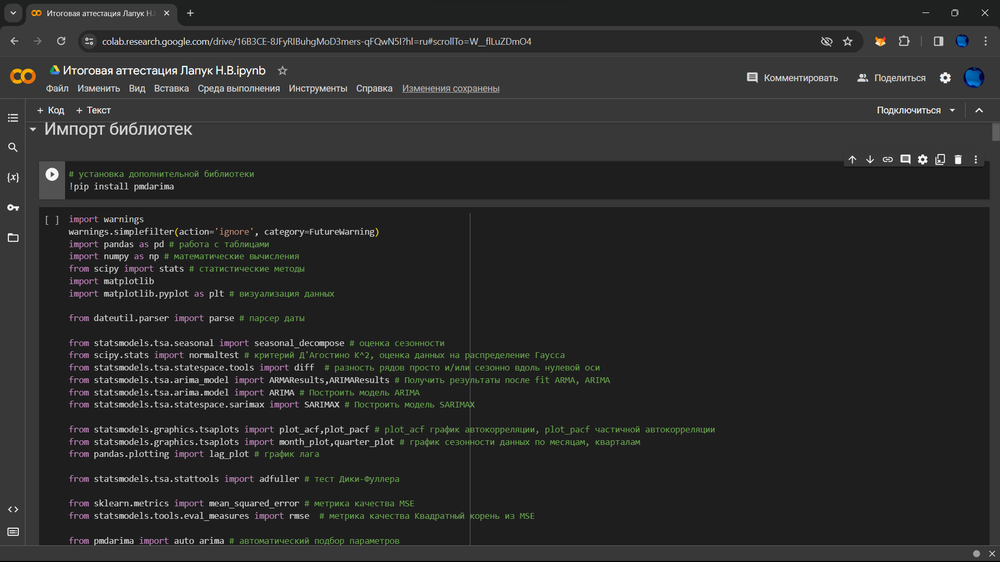 Итоговая аттестация Лапук Н.
colab.research.google.com/drive/16B3CE-8JFyRIBuhgMoD3mers-qFQwN5I?hl=ru#scrollTo=W__flLuZDmO4
Итоговая аттестация Лапук Н.В.ipynb
Комментировать Поделиться
Файл Изменить Вид Вставка Среда выполнения Инструменты Справка Изменения сохранены
+ Код + Текст Подключиться
Импорт библиотек
# установка дополнительной библиотеки
!pip install pmdarima
[ ] import warnings
warnings.simplefilter(action='ignore', category=FutureWarning)
import pandas as pd # работа с таблицами
import numpy as np # математические вычисления
from scipy import stats # статистические методы
import matplotlib
import matplotlib.pyplot as plt # визуализация данных
from dateutil.parser import parse # парсер даты
from statsmodels.tsa.seasonal import seasonal_decompose # оценка сезонности
from scipy.stats import normaltest # критерий Д'Агостино K^2, оценка данных на распределение Гаусса
from statsmodels.tsa.statespace.tools import diff  # разность рядов просто и/или сезонно вдоль нулевой оси
from statsmodels.tsa.arima_model import ARMAResults,ARIMAResults # Получить результаты после fit ARMA, ARIMA
from statsmodels.tsa.arima.model import ARIMA # Построить модель ARIMA
from statsmodels.tsa.statespace.sarimax import SARIMAX # Построить модель SARIMAX
from statsmodels.graphics.tsaplots import plot_acf,plot_pacf # plot_acf график автокорреляции, plot_pacf частичной автокорреляции
from statsmodels.graphics.tsaplots import month_plot,quarter_plot # график сезонности данных по месяцам, кварталам
from pandas.plotting import lag_plot # график лага
from statsmodels.tsa.stattools import adfuller # тест Дики-Фуллера
from sklearn.metrics import mean_squared_error # метрика качества MSE
from statsmodels.tools.eval_measures import rmse  # метрика качества Квадратный корень из MSE
from pmdarima import auto_arima # автоматический подбор параметров